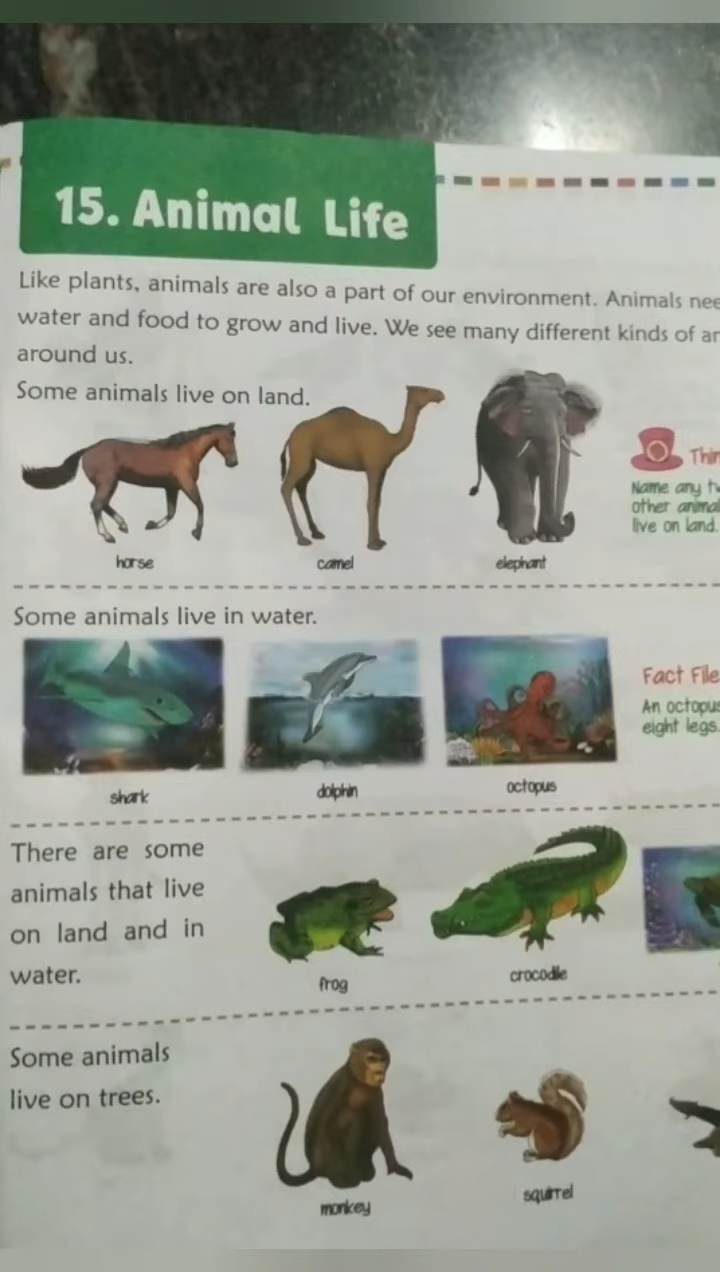 15. Animal Life
Like plants, animals are also a part of our environment. Animals nee
water and food to grow and live. We see many different kinds of an
around us.
Some animals live on land.
Thin
Name any tw
other animal
live on land.
horse
camel
elephant
Some animals live in water.
Fact File
An octopus
eight legs.
shark
dolphin
octopus
There are some
animals that live
on land and in
water.
frog
crocodile
Some animals
live on trees.
monkey
squirrel